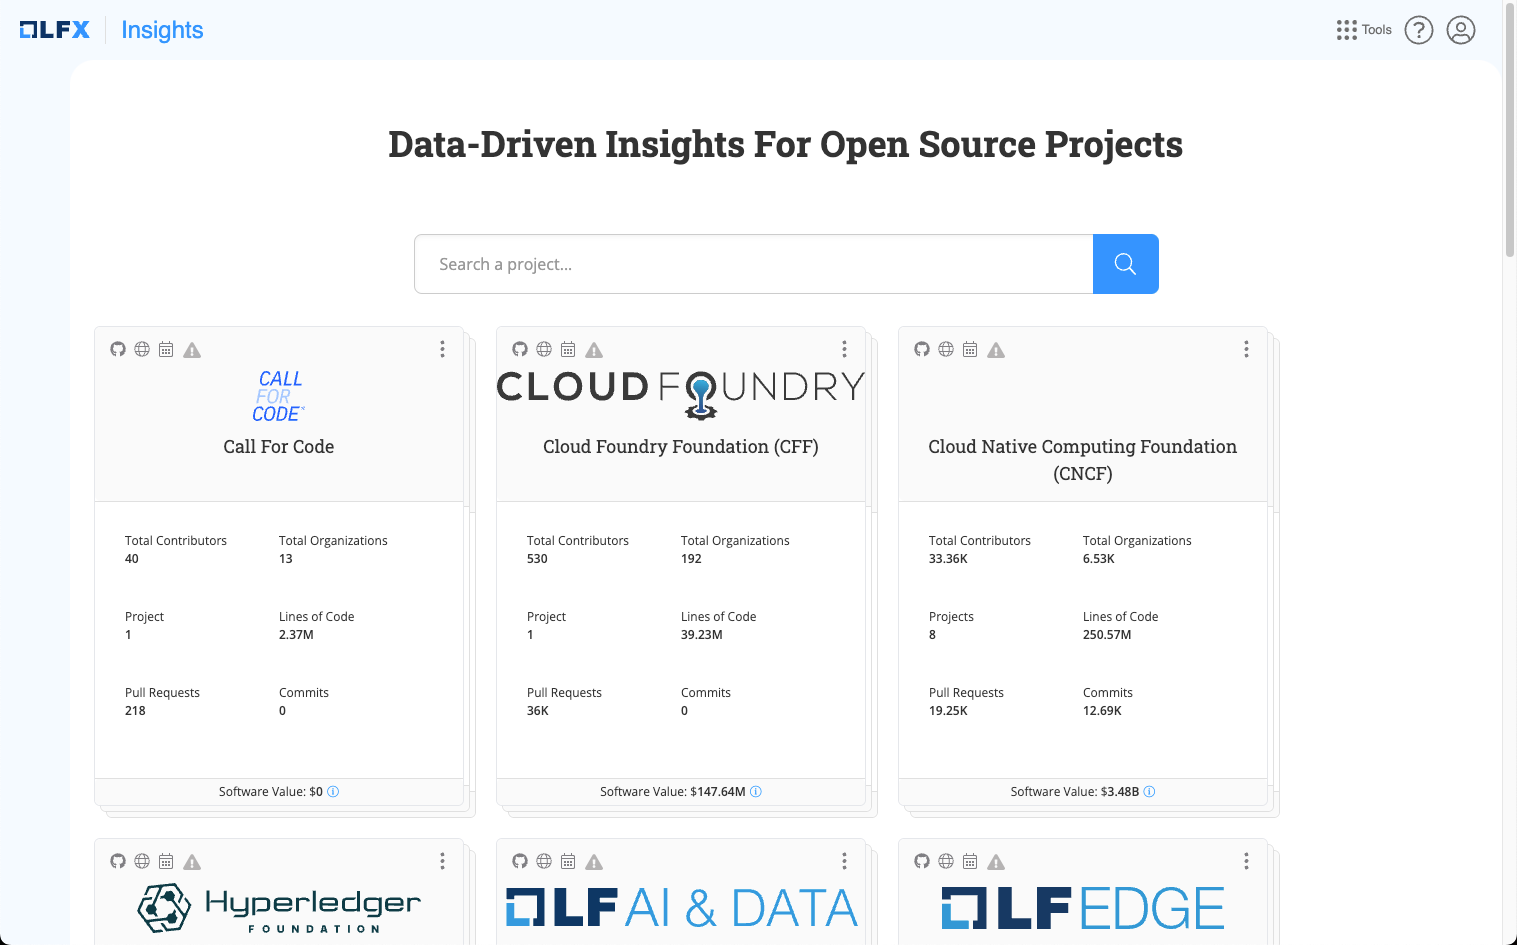 LFX Insights Tools
Data-Driven Insights For Open Source Projects
Search a project...
CALL
FOR
CODE
Call For Code
Total Contributors Total Organizations
40 13
Project Lines of Code
1 2.37M
Pull Requests Commits
218 0
Software Value: $0
CLOUD FOUNDRY
Cloud Foundry Foundation (CFF)
Total Contributors Total Organizations
530 192
Project Lines of Code
1 39.23M
Pull Requests Commits
36K 0
Software Value: $147.64M
Cloud Native Computing Foundation
(CNCF)
Total Contributors Total Organizations
33.36K 6.53K
Projects Lines of Code
8 250.57M
Pull Requests Commits
19.25K 12.69K
Software Value: $3.48B
Hyperledger
FOUNDATION
LF AI & DATA
LF EDGE